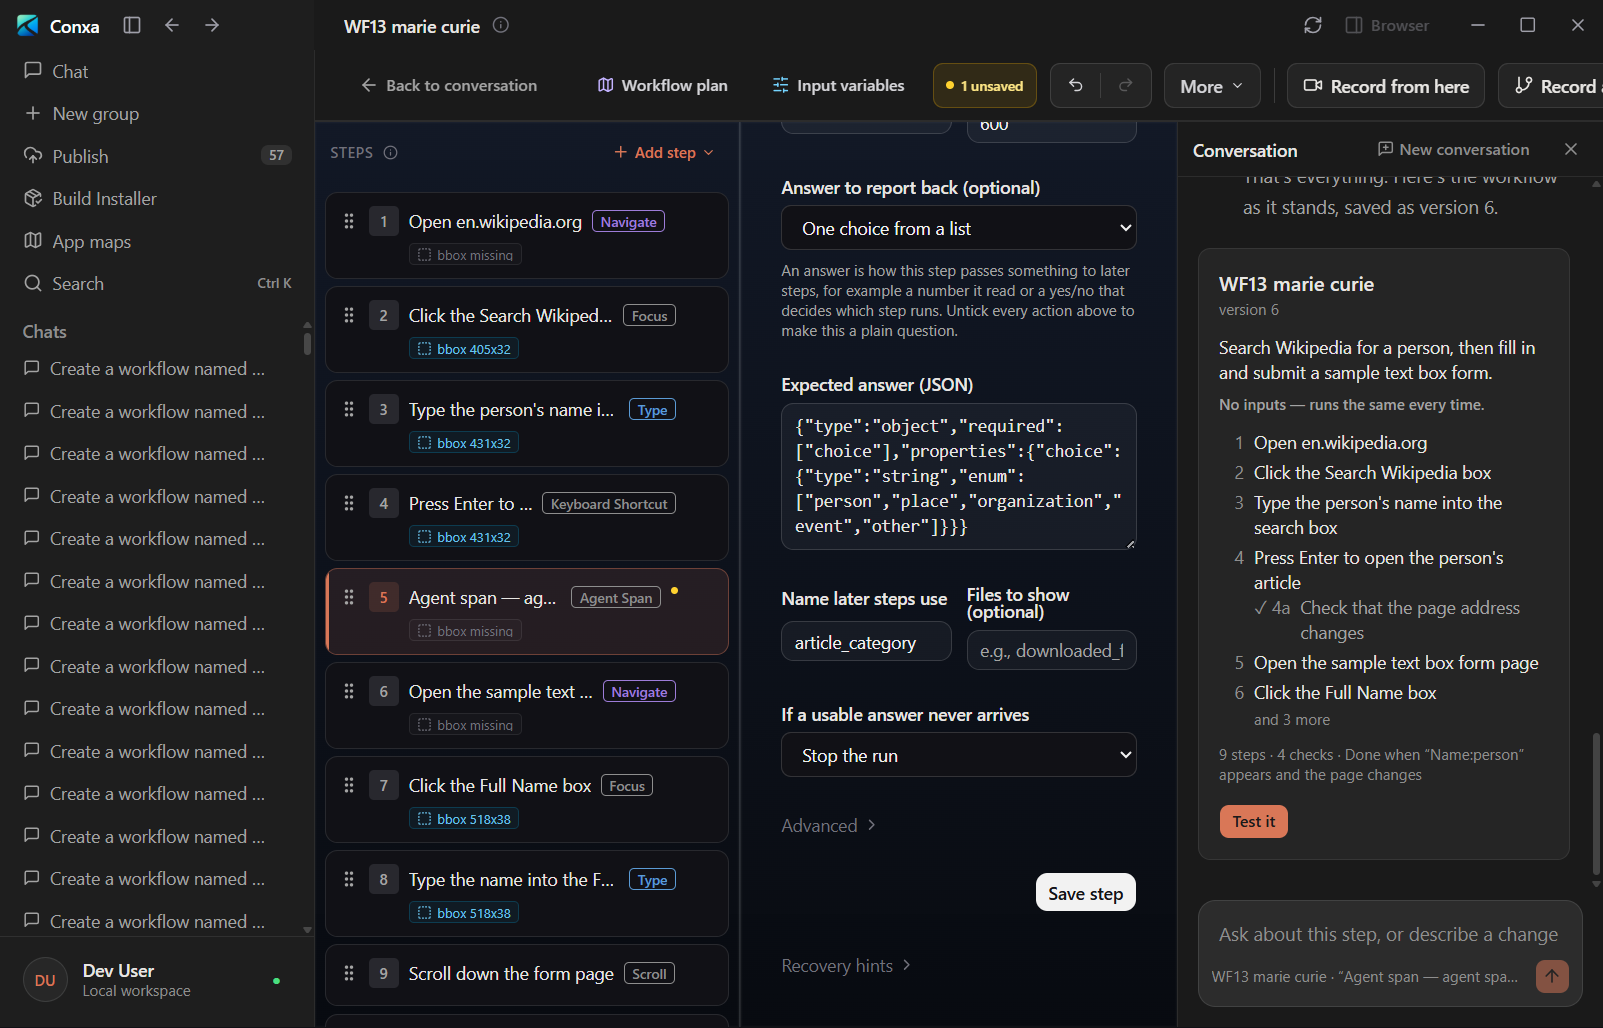 Conxa
WF13 marie curie
Browser
Chat
New group
Publish 57
Build Installer
App maps
Search Ctrl K
Chats
Create a workflow named ...
Create a workflow named ...
Create a workflow named ...
Create a workflow named ...
Create a workflow named ...
Create a workflow named ...
Create a workflow named ...
Create a workflow named ...
Create a workflow named ...
Create a workflow named ...
Create a workflow named ...
Create a workflow named ...
Create a workflow named ...
Create a workflow named ...
DU
Dev User
Local workspace
Back to conversation
Workflow plan
Input variables
1 unsaved
More
Record from here
Record
STEPS
Add step
1 Open en.wikipedia.org Navigate
bbox missing
2 Click the Search Wikiped... Focus
bbox 405x32
3 Type the person's name i... Type
bbox 431x32
4 Press Enter to ... Keyboard Shortcut
bbox 431x32
5 Agent span — ag... Agent Span
bbox missing
6 Open the sample text ... Navigate
bbox missing
7 Click the Full Name box Focus
bbox 518x38
8 Type the name into the F... Type
bbox 518x38
9 Scroll down the form page Scroll
600
Answer to report back (optional)
One choice from a list
An answer is how this step passes something to later
steps, for example a number it read or a yes/no that
decides which step runs. Untick every action above to
make this a plain question.
Expected answer (JSON)
{"type":"object","required":
["choice"],"properties":{"choice":
{"type":"string","enum":
["person","place","organization","
event","other"]}}}
Name later steps use
article_category
Files to show
(optional)
e.g., downloaded_f
If a usable answer never arrives
Stop the run
Advanced
Save step
Recovery hints
Conversation
New conversation
That's everything. Here's the workflow
as it stands, saved as version 6.
WF13 marie curie
version 6
Search Wikipedia for a person, then fill in
and submit a sample text box form.
No inputs — runs the same every time.
1 Open en.wikipedia.org
2 Click the Search Wikipedia box
3 Type the person's name into the
search box
4 Press Enter to open the person's
article
✓ 4a Check that the page address
changes
5 Open the sample text box form page
6 Click the Full Name box
and 3 more
9 steps · 4 checks · Done when “Name:person”
appears and the page changes
Test it
Ask about this step, or describe a change
WF13 marie curie · “Agent span — agent spa...